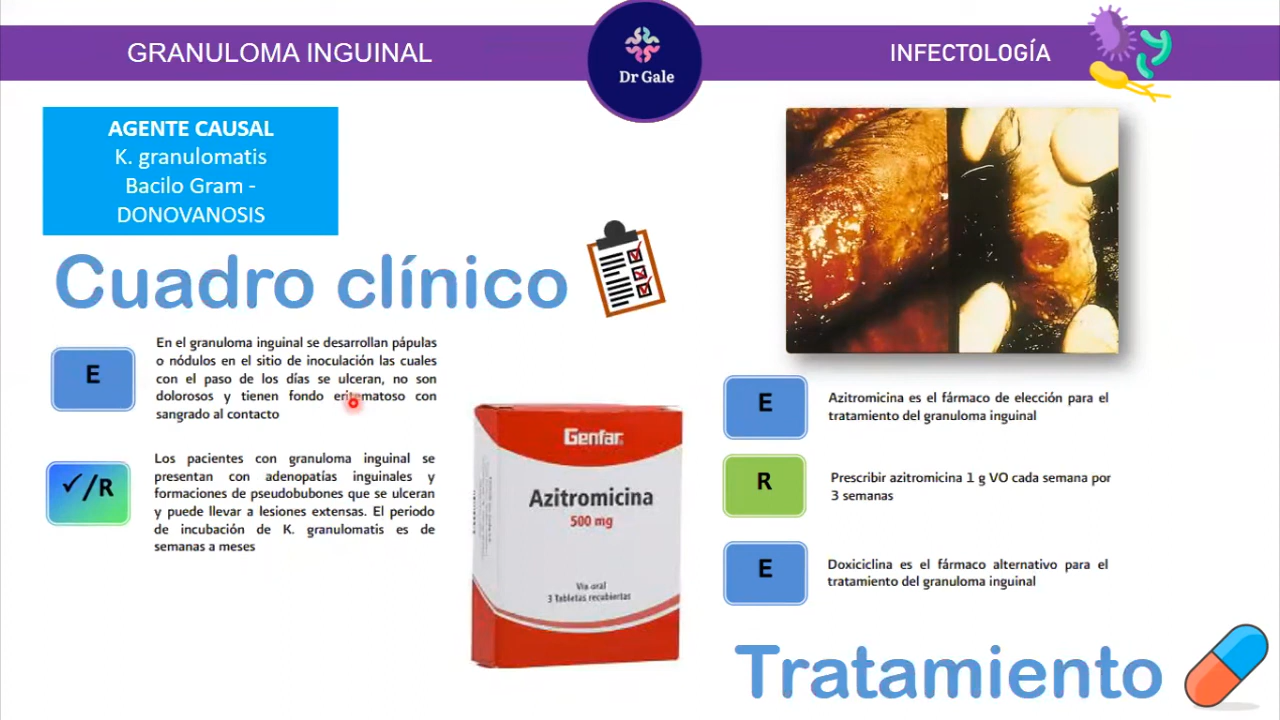 GRANULOMA INGUINAL
Dr Gale
INFECTOLOGÍA
AGENTE CAUSAL
K. granulomatis
Bacilo Gram -
DONOVANOSIS
Cuadro clínico
E
En el granuloma inguinal se desarrollan pápulas
o nódulos en el sitio de inoculación las cuales
con el paso de los días se ulceran, no son
dolorosos y tienen fondo eritematoso con
sangrado al contacto
✓/R
Los pacientes con granuloma inguinal se
presentan con adenopatías inguinales y
formaciones de pseudobubones que se ulceran
y puede llevar a lesiones extensas. El periodo
de incubación de K. granulomatis es de
semanas a meses
Genfar
Azitromicina
500 mg
Vía oral
3 Tabletas recubiertas
E
Azitromicina es el fármaco de elección para el
tratamiento del granuloma inguinal
R
Prescribir azitromicina 1 g VO cada semana por
3 semanas
E
Doxiciclina es el fármaco alternativo para el
tratamiento del granuloma inguinal
Tratamiento